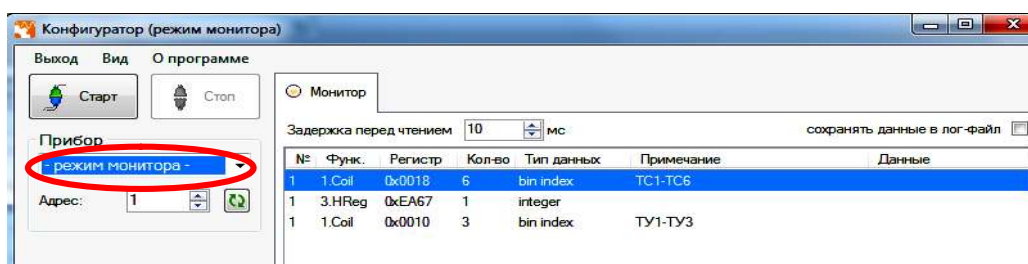 Конфигуратор (режим монитора)
Выход Вид О программе
Старт Стоп
Монитор
Задержка перед чтением 10 мс сохранять данные в лог-файл
Прибор
- режим монитора -
Адрес: 1
№ Функ. Регистр Кол-во Тип данных Примечание Данные
1 1.Coil 0x0018 6 bin index ТС1-ТС6
1 3.HReg 0xEA67 1 integer
1 1.Coil 0x0010 3 bin index ТУ1-ТУ3